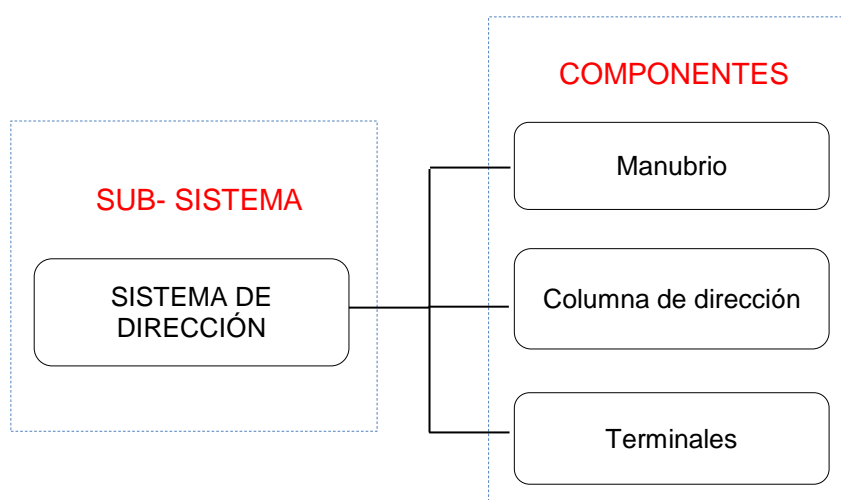 COMPONENTES
Manubrio
SUB- SISTEMA
SISTEMA DE
DIRECCIÓN
Columna de dirección
Terminales